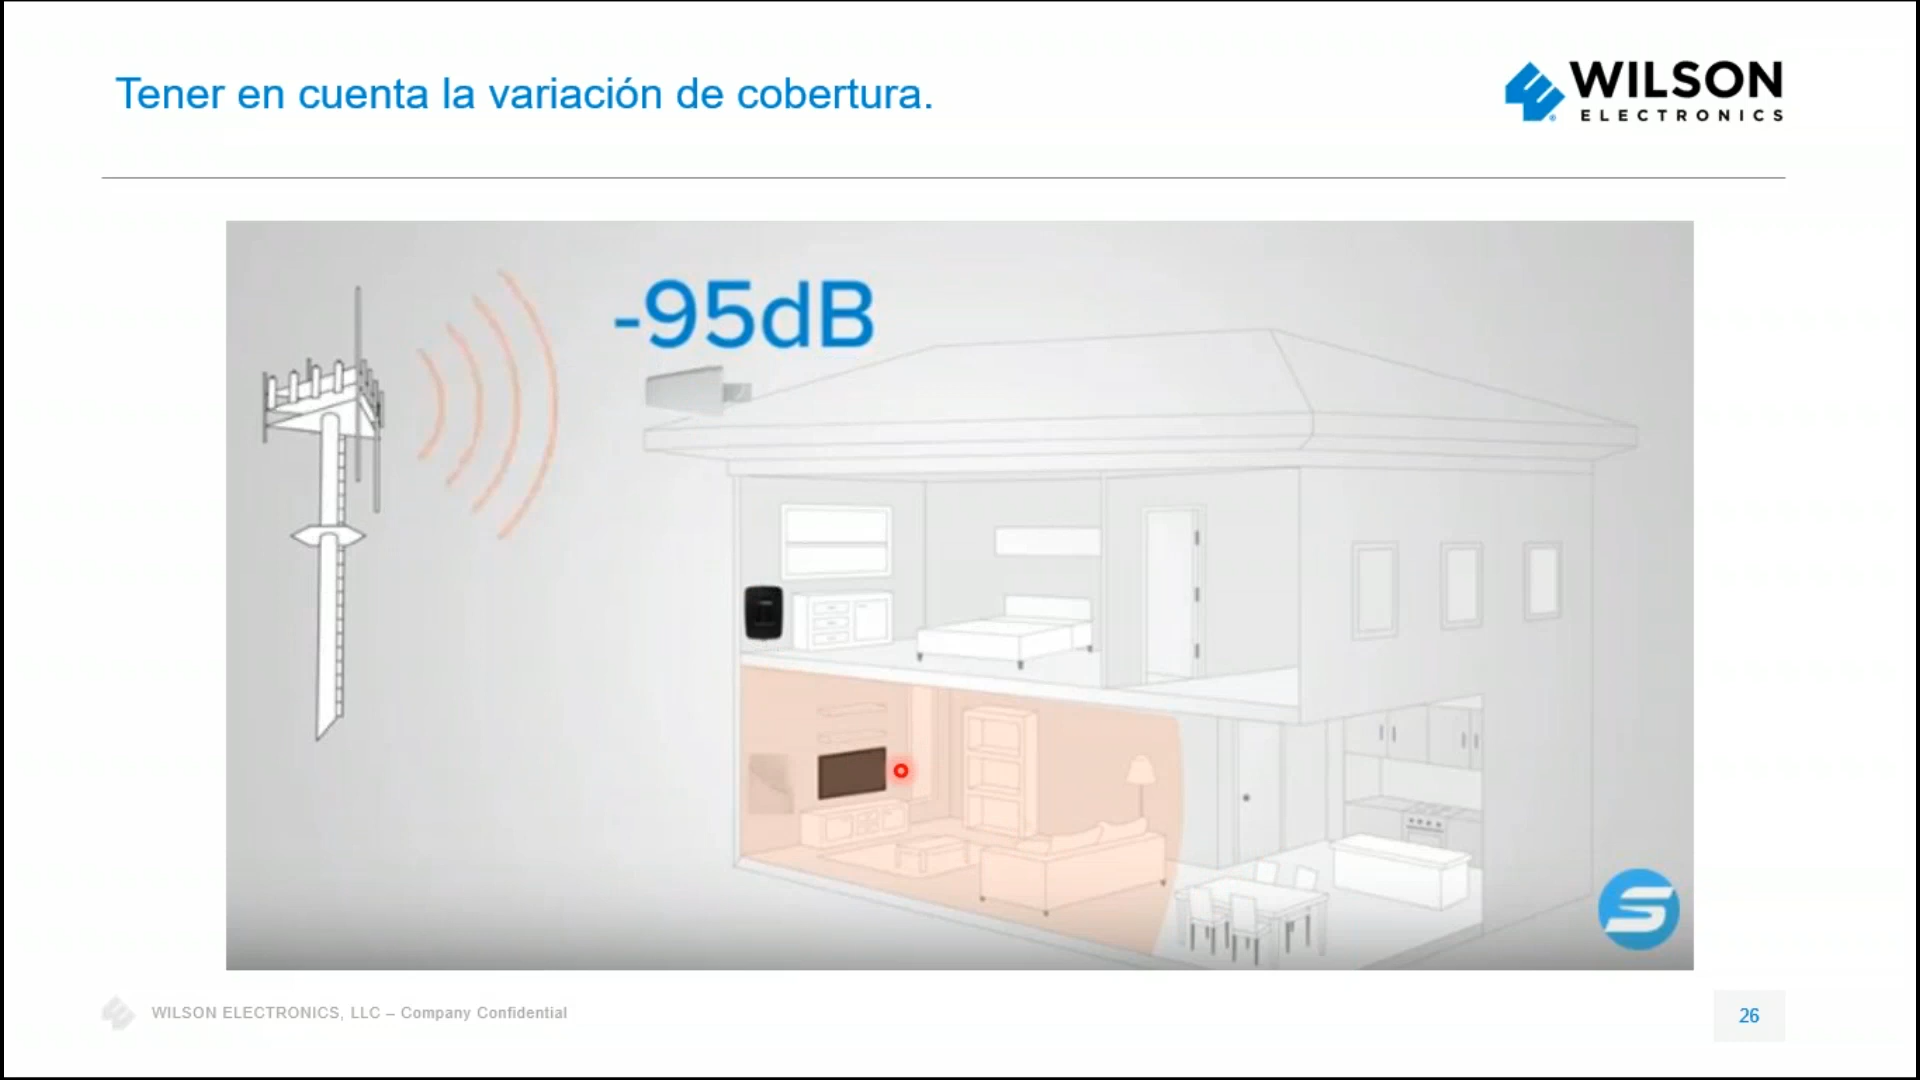 Tener en cuenta la variación de cobertura.
WILSON
ELECTRONICS
-95dB
WILSON ELECTRONICS, LLC – Company Confidential
26